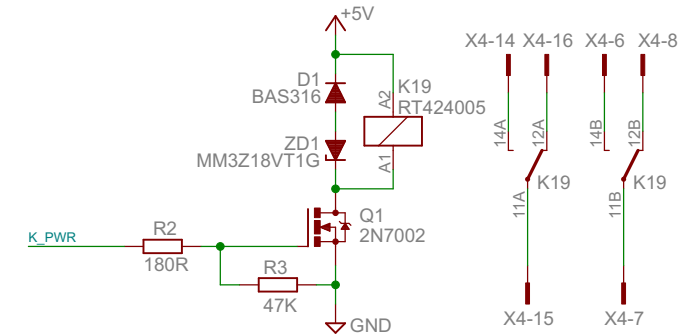 +5V
X4-14 X4-16 X4-6 X4-8
D1
BAS316
K19
RT424005
A2
A1
ZD1
MM3Z18VT1G
14A
12A
14B
12B
K19
K19
11A
11B
Q1
2N7002
K_PWR
R2
180R
R3
47K
GND
X4-15
X4-7